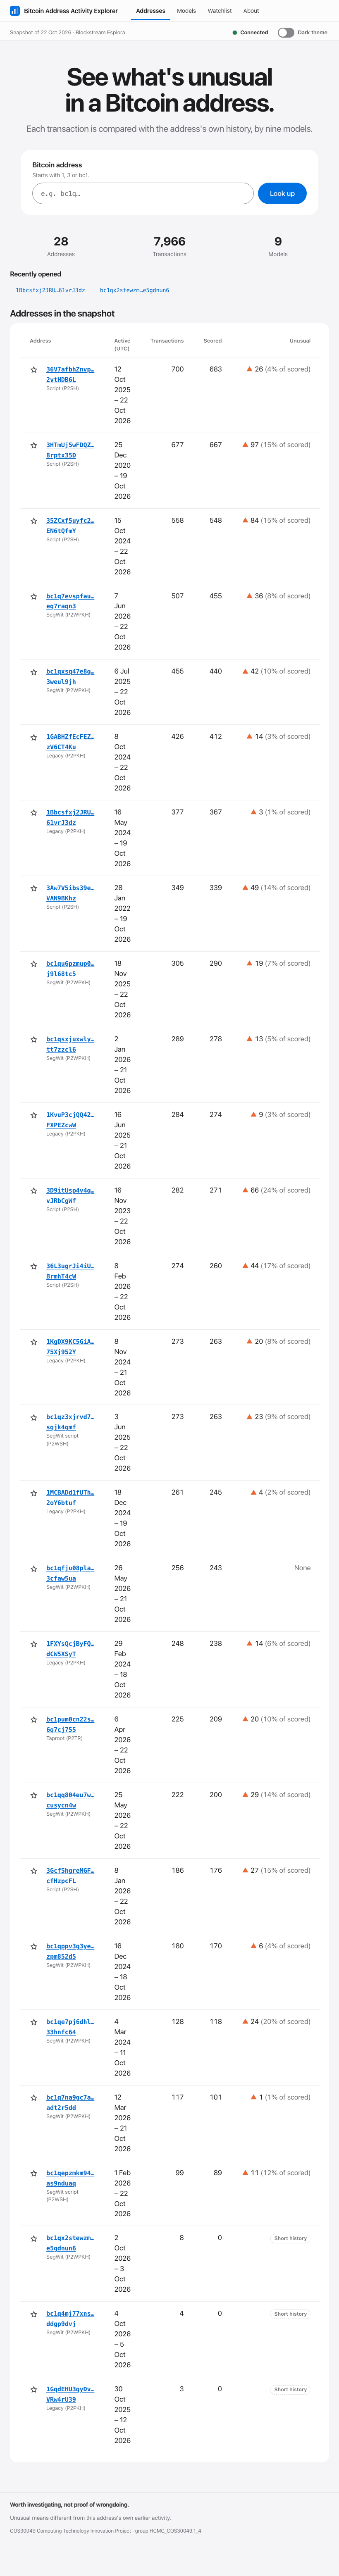 Bitcoin Address Activity Explorer Addresses Models Watchlist About
Snapshot of 22 Oct 2026 · Blockstream Esplora Connected Dark theme
See what's unusual
in a Bitcoin address.
Each transaction is compared with the address's own history, by nine models.
Bitcoin address
Starts with 1, 3 or bc1.
e.g. bc1q… Look up
28 7,966 9
Addresses Transactions Models
Recently opened
1Bbcsfxj2JRU…61vrJ3dz bc1qx2stewzm…e5gdnun6
Addresses in the snapshot
Address Active (UTC) Transactions Scored Unusual
36V7afbhZnvp…2vtHDB6L Script (P2SH) 12 Oct 2025 – 22 Oct 2026 700 683 26 (4% of scored)
3HTmUj5wFDQZ…8rptx35D Script (P2SH) 25 Dec 2020 – 19 Oct 2026 677 667 97 (15% of scored)
35ZCxf5uyfc2…EN6tQfmY Script (P2SH) 15 Oct 2024 – 22 Oct 2026 558 548 84 (15% of scored)
bc1q7evspfau…eq7raqn3 SegWit (P2WPKH) 7 Jun 2026 – 22 Oct 2026 507 455 36 (8% of scored)
bc1qxsq47e8q…3weul9jh SegWit (P2WPKH) 6 Jul 2025 – 22 Oct 2026 455 440 42 (10% of scored)
1GABHZfEcFEZ…zV6CT4Ku Legacy (P2PKH) 8 Oct 2024 – 22 Oct 2026 426 412 14 (3% of scored)
1Bbcsfxj2JRU…61vrJ3dz Legacy (P2PKH) 16 May 2024 – 19 Oct 2026 377 367 3 (1% of scored)
3Aw7V5ibs39e…VAN9BKhz Script (P2SH) 28 Jan 2022 – 19 Oct 2026 349 339 49 (14% of scored)
bc1qu6pzmup0…j9l68tc5 SegWit (P2WPKH) 18 Nov 2025 – 22 Oct 2026 305 290 19 (7% of scored)
bc1qsxjuxwly…tt7zzcl6 SegWit (P2WPKH) 2 Jan 2026 – 21 Oct 2026 289 278 13 (5% of scored)
1KvuP3cjQQ42…FXPEZcwW Legacy (P2PKH) 16 Jun 2025 – 21 Oct 2026 284 274 9 (3% of scored)
3D9itUsp4v4q…vJRbCgWf Script (P2SH) 16 Nov 2023 – 22 Oct 2026 282 271 66 (24% of scored)
36L3ugrJi4iU…BrmhT4cW Script (P2SH) 8 Feb 2026 – 22 Oct 2026 274 260 44 (17% of scored)
1KgDX9KC5GiA…75Xj952Y Legacy (P2PKH) 8 Nov 2024 – 21 Oct 2026 273 263 20 (8% of scored)
bc1qz3xjrvd7…sqjk4gmf SegWit script (P2WSH) 3 Jun 2025 – 22 Oct 2026 273 263 23 (9% of scored)
1MCBADd1fUTh…2oY6btuf Legacy (P2PKH) 18 Dec 2024 – 19 Oct 2026 261 251 4 (2% of scored)
bc1qfju08pla…3cfaw5ua SegWit (P2WPKH) 26 May 2026 – 21 Oct 2026 256 243 None
1FXYsQcjByFQ…dCW5XSyT Legacy (P2PKH) 29 Feb 2024 – 18 Oct 2026 248 238 14 (6% of scored)
bc1pum0cn22s…6q7cj755 Taproot (P2TR) 6 Apr 2026 – 22 Oct 2026 225 209 20 (10% of scored)
bc1qq804eu7w…cusycn4w SegWit (P2WPKH) 25 May 2026 – 22 Oct 2026 222 200 29 (14% of scored)
3Gcf5hgreMGF…cfHzpcFL Script (P2SH) 8 Jan 2026 – 22 Oct 2026 186 176 27 (15% of scored)
bc1qppv3g3ye…zpm852d5 SegWit (P2WPKH) 16 Dec 2024 – 18 Oct 2026 180 170 6 (4% of scored)
bc1qe7pj6dhl…33hnfc64 SegWit (P2WPKH) 4 Mar 2024 – 11 Oct 2026 128 118 24 (20% of scored)
bc1q7na9gc7a…adt2r5dd SegWit (P2WPKH) 12 Mar 2026 – 21 Oct 2026 117 101 1 (1% of scored)
bc1qepzmkm94…as9nduaq SegWit script (P2WSH) 1 Feb 2026 – 22 Oct 2026 99 89 11 (12% of scored)
bc1qx2stewzm…e5gdnun6 SegWit (P2WPKH) 2 Oct 2026 – 3 Oct 2026 8 0 Short history
bc1q4mj77xns…ddgp9dvj SegWit (P2WPKH) 4 Oct 2026 – 5 Oct 2026 4 0 Short history
1GqdEHU3qyDv…VRw4rU39 Legacy (P2PKH) 30 Oct 2025 – 12 Oct 2026 3 0 Short history
Worth investigating, not proof of wrongdoing.
Unusual means different from this address's own earlier activity.
COS30049 Computing Technology Innovation Project · group HCMC_COS30049.1_4